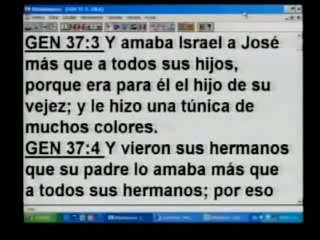 GEN 37:3 Y amaba Israel a José
más que a todos sus hijos,
porque era para él el hijo de su
vejez; y le hizo una túnica de
muchos colores.
GEN 37:4 Y vieron sus hermanos
que su padre lo amaba más que
a todos sus hermanos; por eso